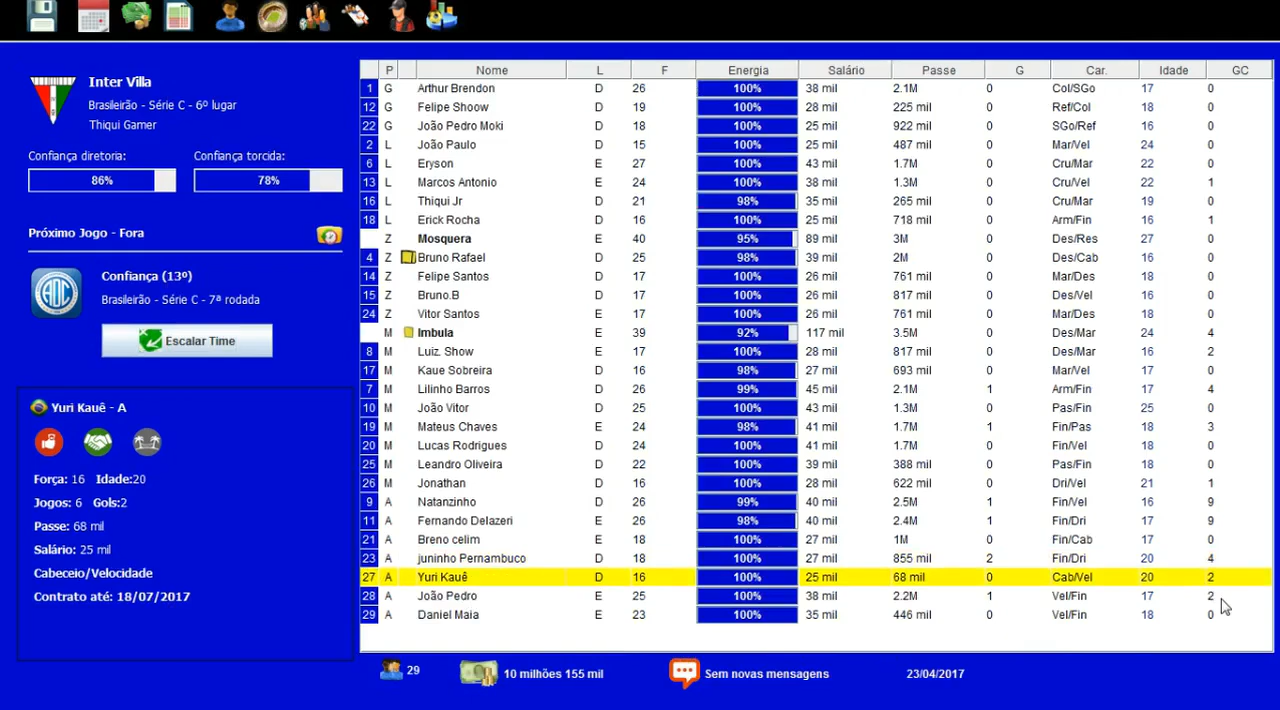 Inter Villa
Brasileirão - Série C - 6º lugar
Thiqui Gamer
Confiança diretoria: Confiança torcida:
86% 78%
Próximo Jogo - Fora
Confiança (13º)
Brasileirão - Série C - 7ª rodada
Escalar Time
Yuri Kauê - A
Força: 16 Idade:20
Jogos: 6 Gols:2
Passe: 68 mil
Salário: 25 mil
Cabeceio/Velocidade
Contrato até: 18/07/2017
P Nome L F Energia Salário Passe G Car. Idade GC
1 G Arthur Brendon D 26 100% 38 mil 2.1M 0 Col/SGo 17 0
12 G Felipe Shoow D 19 100% 28 mil 225 mil 0 Ref/Col 18 0
22 G João Pedro Moki D 18 100% 25 mil 922 mil 0 SGo/Ref 16 0
2 L João Paulo D 15 100% 25 mil 487 mil 0 Mar/Vel 24 0
6 L Eryson E 27 100% 43 mil 1.7M 0 Cru/Mar 22 0
13 L Marcos Antonio E 24 100% 38 mil 1.3M 0 Cru/Vel 22 1
16 L Thiqui Jr D 21 98% 35 mil 265 mil 0 Cru/Mar 19 0
18 L Erick Rocha D 16 100% 25 mil 718 mil 0 Arm/Fin 16 1
Z Mosquera E 40 95% 89 mil 3M 0 Des/Res 27 0
4 Z Bruno Rafael D 25 98% 39 mil 2M 0 Des/Cab 16 0
14 Z Felipe Santos D 17 100% 26 mil 761 mil 0 Mar/Des 18 0
15 Z Bruno.B D 17 100% 26 mil 817 mil 0 Des/Vel 16 0
24 Z Vitor Santos E 17 100% 26 mil 761 mil 0 Mar/Des 18 0
M Imbula E 39 92% 117 mil 3.5M 0 Des/Mar 24 4
8 M Luiz. Show E 17 100% 28 mil 817 mil 0 Des/Mar 16 2
17 M Kaue Sobreira D 16 98% 27 mil 693 mil 0 Mar/Vel 17 0
7 M Lilinho Barros D 26 99% 45 mil 2.1M 1 Arm/Fin 17 4
10 M João Vitor D 25 100% 43 mil 1.3M 0 Pas/Fin 25 0
19 M Mateus Chaves E 24 98% 41 mil 1.7M 1 Fin/Pas 18 3
20 M Lucas Rodrigues D 24 100% 41 mil 1.7M 0 Fin/Vel 18 0
25 M Leandro Oliveira D 22 100% 39 mil 388 mil 0 Pas/Fin 18 0
26 M Jonathan D 16 100% 28 mil 622 mil 0 Dri/Vel 21 1
9 A Natanzinho D 26 99% 40 mil 2.5M 1 Fin/Vel 16 9
11 A Fernando Delazeri E 26 98% 40 mil 2.4M 1 Fin/Dri 17 9
21 A Breno celim E 18 100% 27 mil 1M 0 Fin/Cab 17 0
23 A juninho Pernambuco D 18 100% 27 mil 855 mil 2 Fin/Dri 20 4
27 A Yuri Kauê D 16 100% 25 mil 68 mil 0 Cab/Vel 20 2
28 A João Pedro E 25 100% 38 mil 2.2M 1 Vel/Fin 17 2
29 A Daniel Maia E 23 100% 35 mil 446 mil 0 Vel/Fin 18 0
29 10 milhões 155 mil Sem novas mensagens 23/04/2017